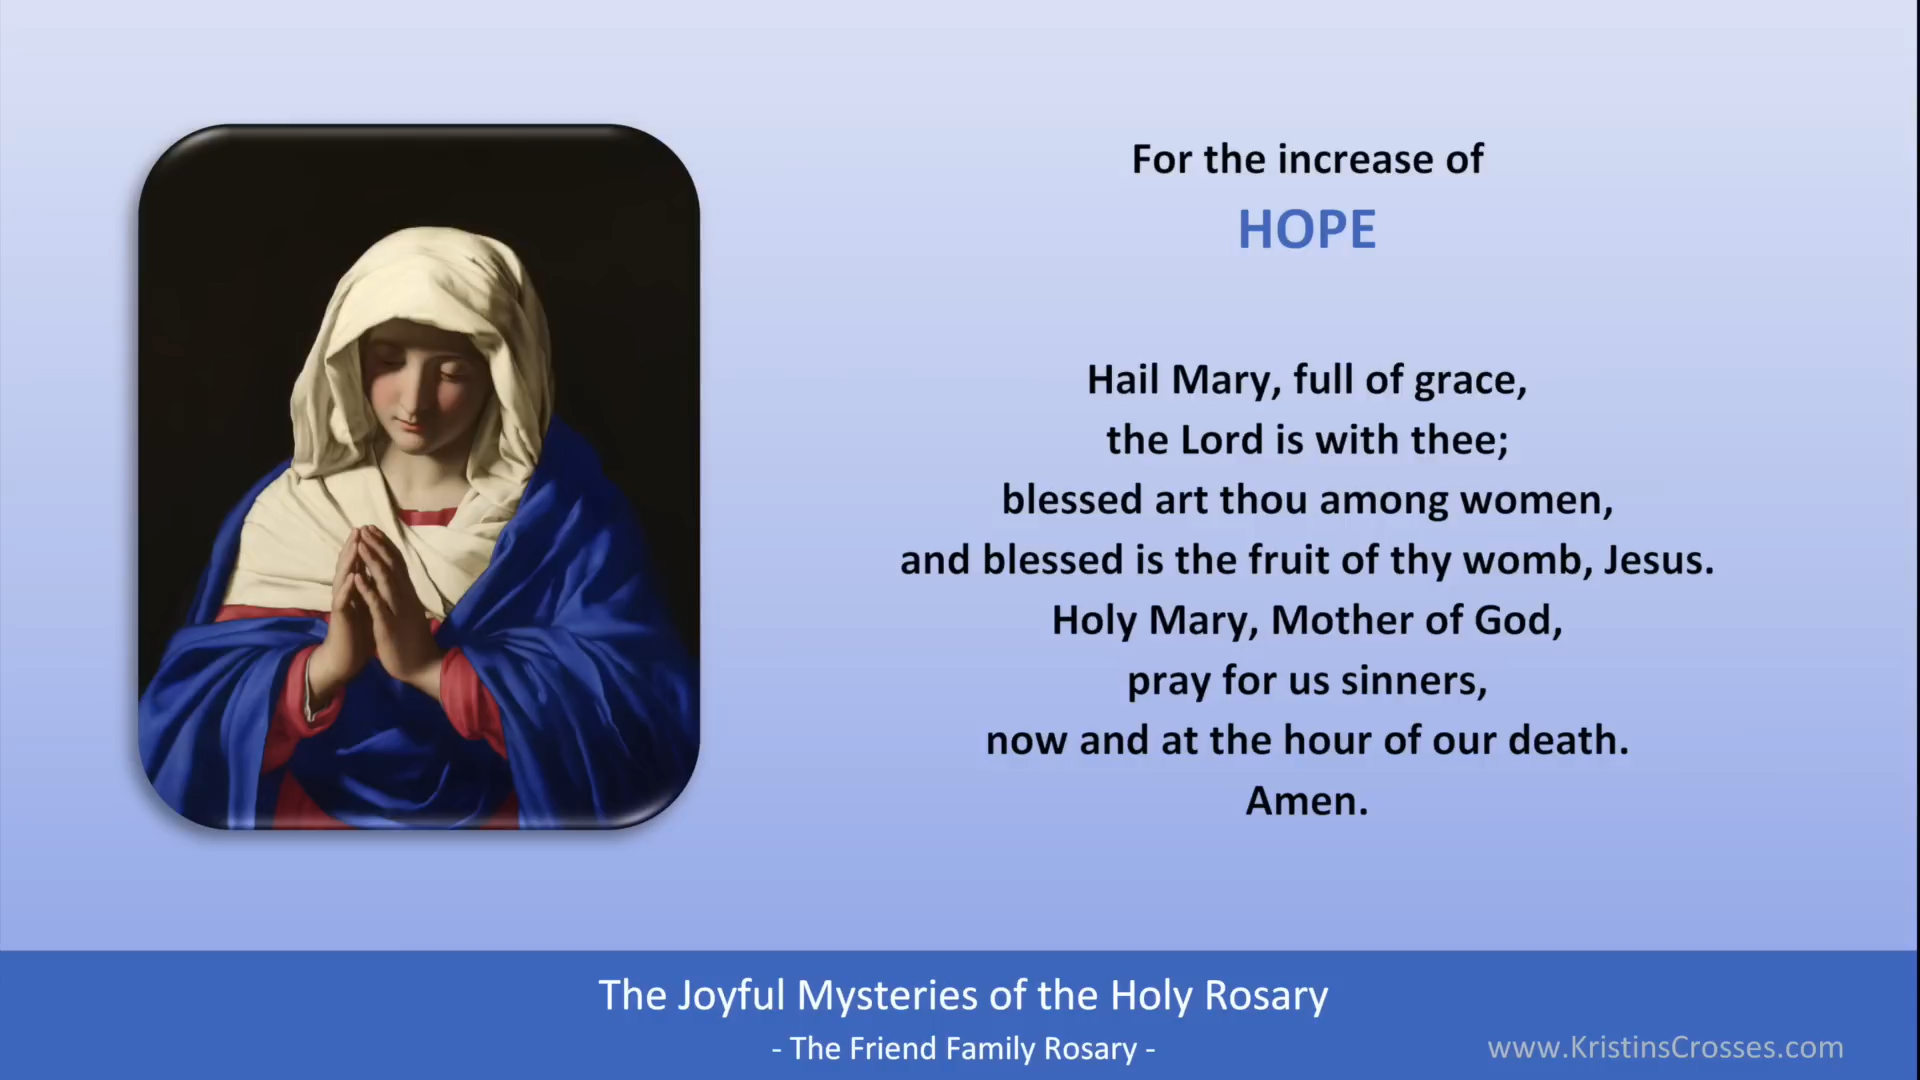 For the increase of
HOPE
Hail Mary, full of grace,
the Lord is with thee;
blessed art thou among women,
and blessed is the fruit of thy womb, Jesus.
Holy Mary, Mother of God,
pray for us sinners,
now and at the hour of our death.
Amen.
The Joyful Mysteries of the Holy Rosary
- The Friend Family Rosary -
www.KristinsCrosses.com